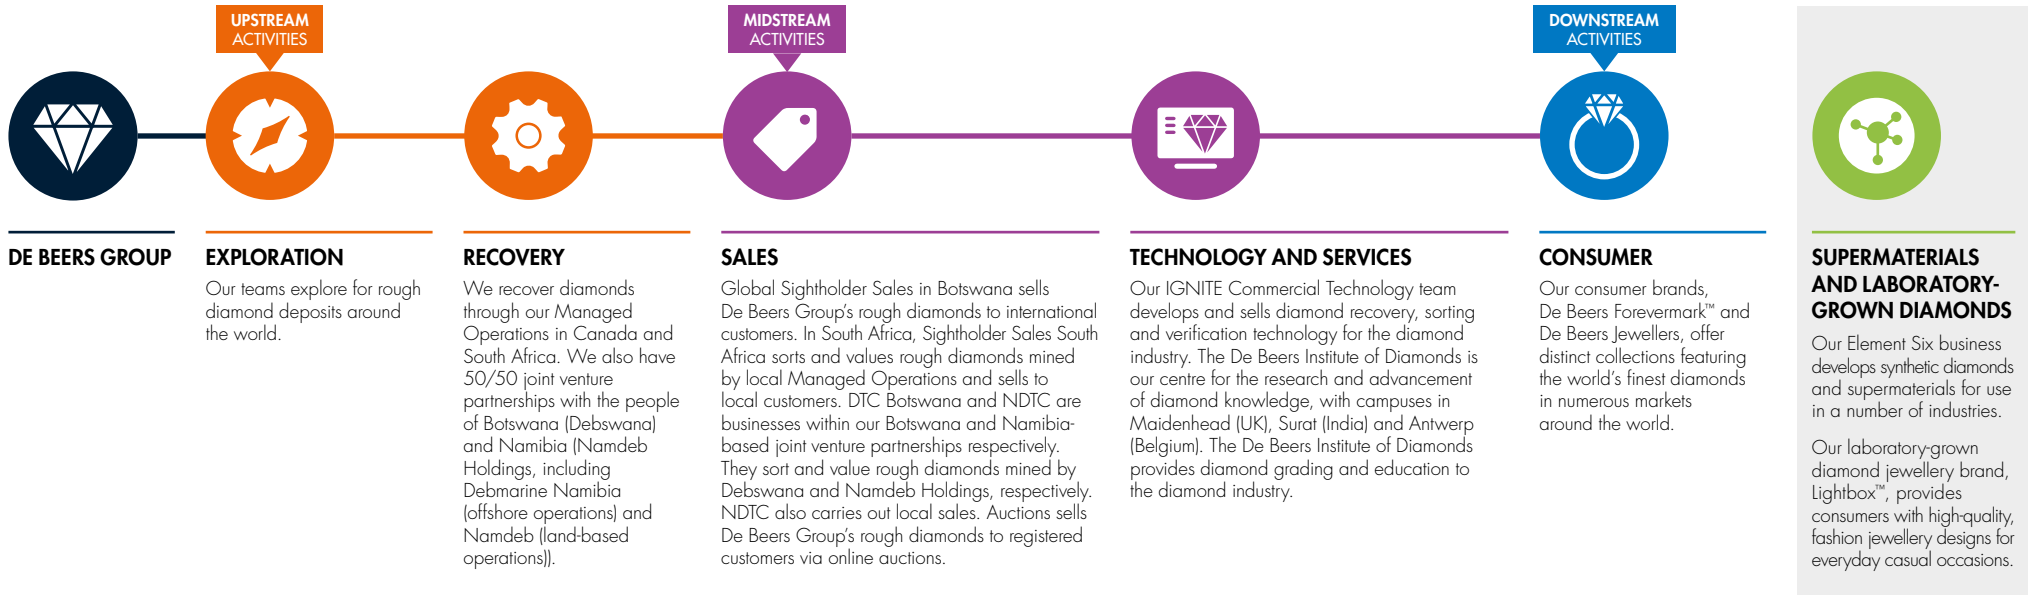 UPSTREAM
ACTIVITIES
MIDSTREAM
ACTIVITIES
DOWNSTREAM
ACTIVITIES
DE BEERS GROUP
EXPLORATION
Our teams explore for rough
diamond deposits around
the world.
RECOVERY
We recover diamonds
through our Managed
Operations in Canada and
South Africa. We also have
50/50 joint venture
partnerships with the people
of Botswana (Debswana)
and Namibia (Namdeb
Holdings, including
Debmarine Namibia
(offshore operations) and
Namdeb (land-based
operations)).
SALES
Global Sightholder Sales in Botswana sells
De Beers Group’s rough diamonds to international
customers. In South Africa, Sightholder Sales South
Africa sorts and values rough diamonds mined
by local Managed Operations and sells to
local customers. DTC Botswana and NDTC are
businesses within our Botswana and Namibia-
based joint venture partnerships respectively.
They sort and value rough diamonds mined by
Debswana and Namdeb Holdings, respectively.
NDTC also carries out local sales. Auctions sells
De Beers Group’s rough diamonds to registered
customers via online auctions.
TECHNOLOGY AND SERVICES
Our IGNITE Commercial Technology team
develops and sells diamond recovery, sorting
and verification technology for the diamond
industry. The De Beers Institute of Diamonds is
our centre for the research and advancement
of diamond knowledge, with campuses in
Maidenhead (UK), Surat (India) and Antwerp
(Belgium). The De Beers Institute of Diamonds
provides diamond grading and education to
the diamond industry.
CONSUMER
Our consumer brands,
De Beers Forevermark™ and
De Beers Jewellers, offer
distinct collections featuring
the world’s finest diamonds
in numerous markets
around the world.
SUPERMATERIALS
AND LABORATORY-
GROWN DIAMONDS
Our Element Six business
develops synthetic diamonds
and supermaterials for use
in a number of industries.
Our laboratory-grown
diamond jewellery brand,
Lightbox™, provides
consumers with high-quality,
fashion jewellery designs for
everyday casual occasions.